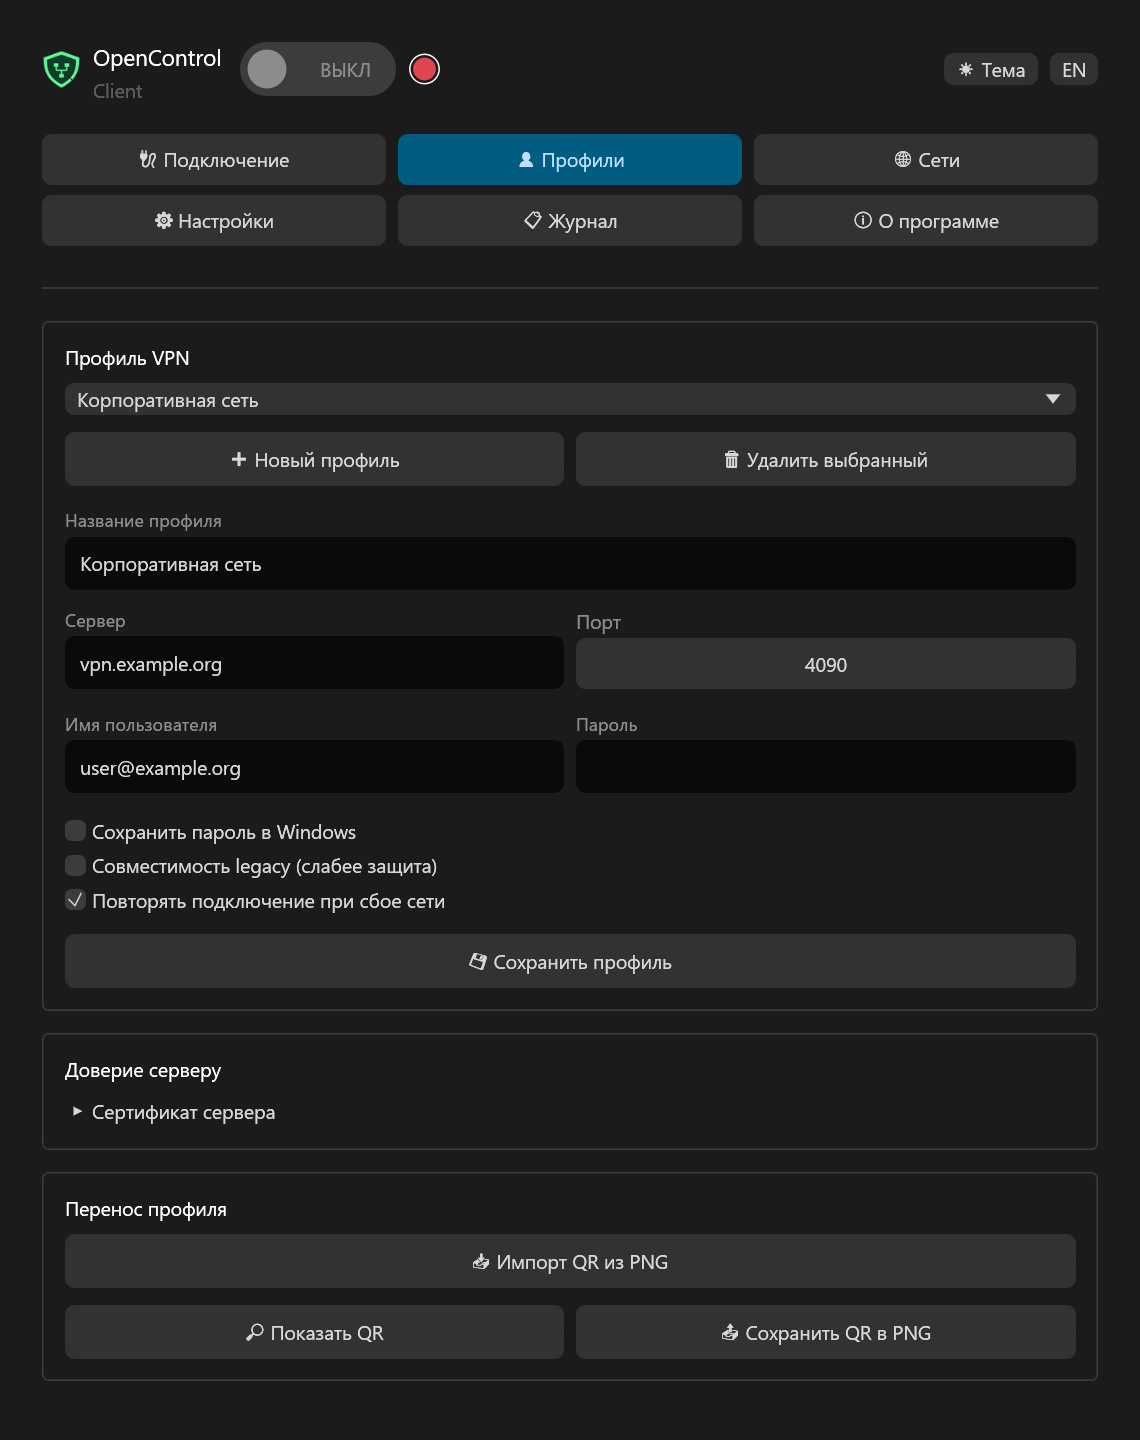 OpenControl
Client
ВЫКЛ
Тема
EN
Подключение
Профили
Сети
Настройки
Журнал
О программе
Профиль VPN
Корпоративная сеть
Новый профиль
Удалить выбранный
Название профиля
Корпоративная сеть
Сервер
Порт
vpn.example.org
4090
Имя пользователя
Пароль
user@example.org
Сохранить пароль в Windows
Совместимость legacy (слабее защита)
Повторять подключение при сбое сети
Сохранить профиль
Доверие серверу
Сертификат сервера
Перенос профиля
Импорт QR из PNG
Показать QR
Сохранить QR в PNG